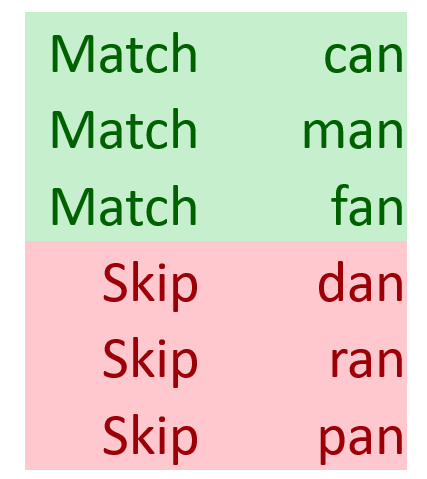 Match can
Match man
Match fan
Skip dan
Skip ran
Skip pan